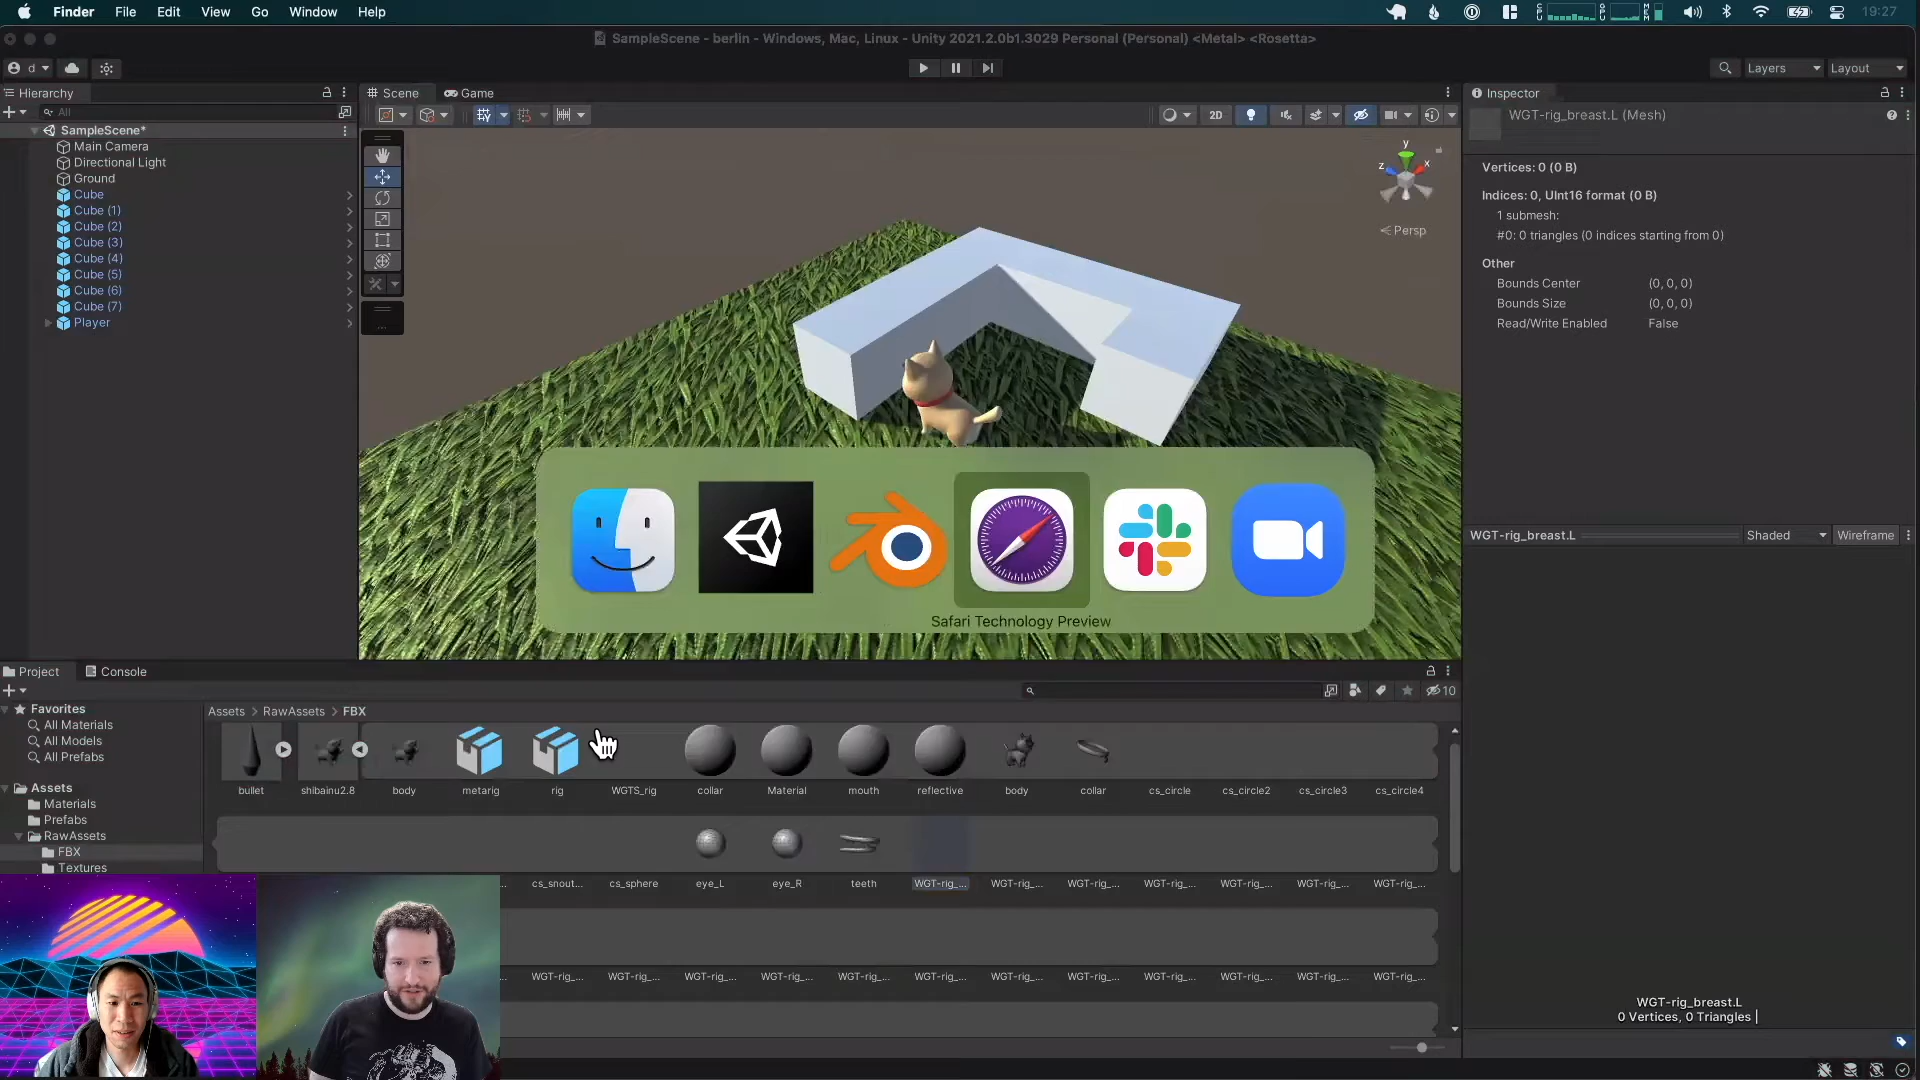 Finder File Edit View Go Window Help
19:27
SampleScene - berlin - Windows, Mac, Linux - Unity 2021.2.0b1.3029 Personal (Personal) <Metal> <Rosetta>
d
Layers
Layout
Hierarchy
Scene
Game
Inspector
All
2D
WGT-rig_breast.L (Mesh)
SampleScene*
Main Camera
Directional Light
Ground
Cube
Cube (1)
Cube (2)
Cube (3)
Cube (4)
Cube (5)
Cube (6)
Cube (7)
Player
y
z
x
Persp
Vertices: 0 (0 B)
Indices: 0, UInt16 format (0 B)
1 submesh:
#0: 0 triangles (0 indices starting from 0)
Other
Bounds Center (0, 0, 0)
Bounds Size (0, 0, 0)
Read/Write Enabled False
Safari Technology Preview
WGT-rig_breast.L Shaded Wireframe
Project
Console
10
Favorites
All Materials
All Models
All Prefabs
Assets
Materials
Prefabs
RawAssets
FBX
Textures
Assets > RawAssets > FBX
bullet shibainu2.8 body metarig rig WGTS_rig collar Material mouth reflective body collar cs_circle cs_circle2 cs_circle3 cs_circle4
cs_snout... cs_sphere eye_L eye_R teeth WGT-rig_... WGT-rig_... WGT-rig_... WGT-rig_... WGT-rig_... WGT-rig_... WGT-rig_...
WGT-rig_... WGT-rig_... WGT-rig_... WGT-rig_... WGT-rig_... WGT-rig_... WGT-rig_... WGT-rig_... WGT-rig_... WGT-rig_... WGT-rig_... WGT-rig_...
WGT-rig_breast.L
0 Vertices, 0 Triangles |